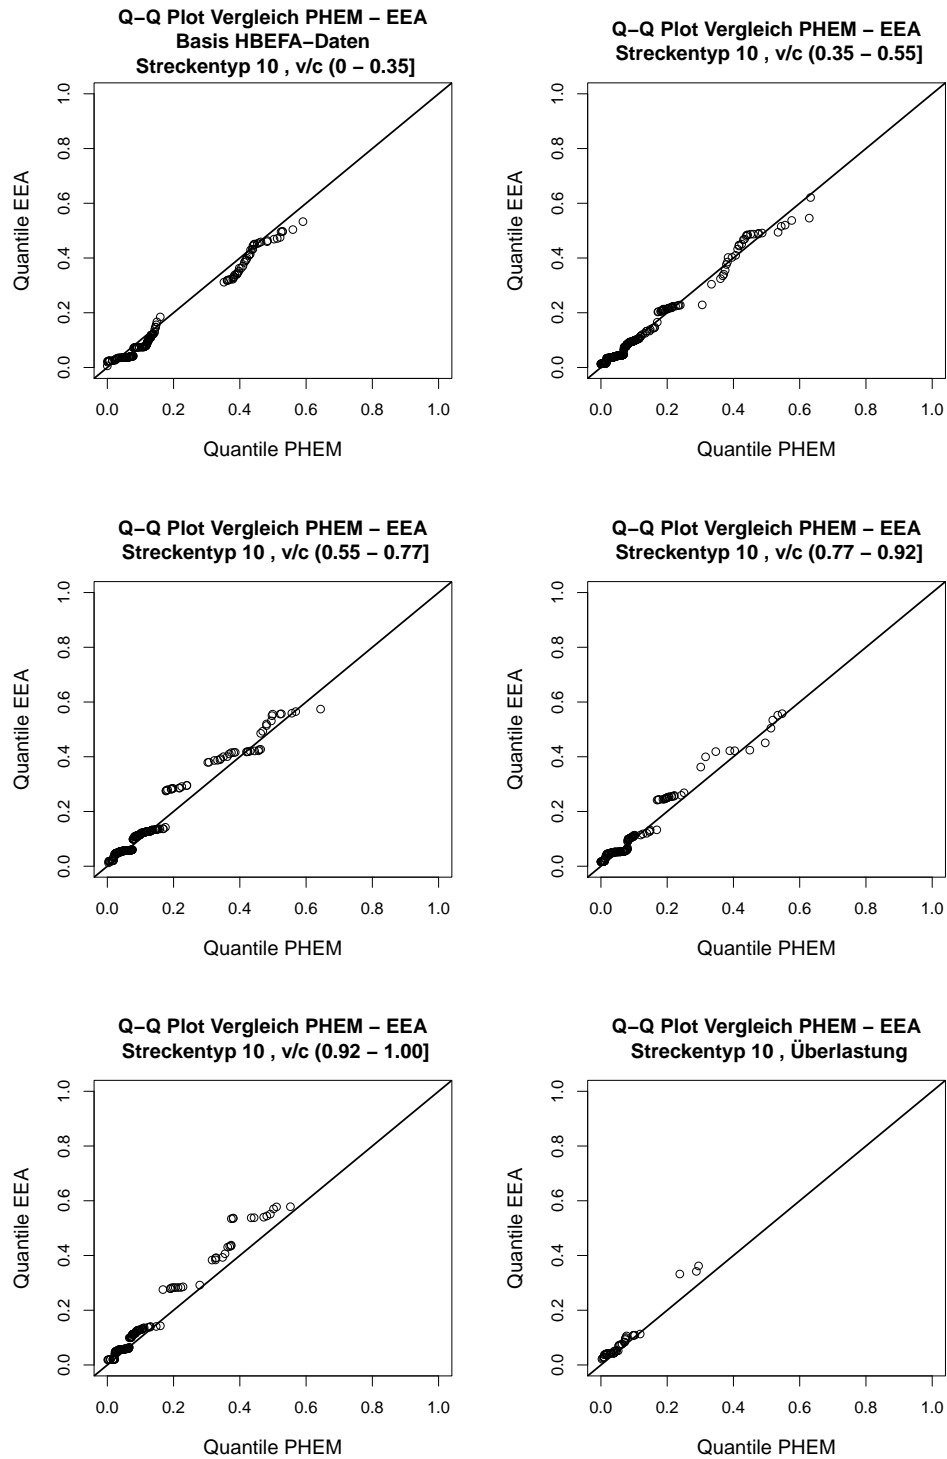 Q−Q Plot Vergleich PHEM − EEA
Basis HBEFA−Daten
Streckentyp 10 , v/c (0 − 0.35]
Quantile EEA
1.0
0.8
0.6
0.4
0.2
0.0
0.0 0.2 0.4 0.6 0.8 1.0
Quantile PHEM
Q−Q Plot Vergleich PHEM − EEA
Streckentyp 10 , v/c (0.35 − 0.55]
Quantile EEA
1.0
0.8
0.6
0.4
0.2
0.0
0.0 0.2 0.4 0.6 0.8 1.0
Quantile PHEM
Q−Q Plot Vergleich PHEM − EEA
Streckentyp 10 , v/c (0.55 − 0.77]
Quantile EEA
1.0
0.8
0.6
0.4
0.2
0.0
0.0 0.2 0.4 0.6 0.8 1.0
Quantile PHEM
Q−Q Plot Vergleich PHEM − EEA
Streckentyp 10 , v/c (0.77 − 0.92]
Quantile EEA
1.0
0.8
0.6
0.4
0.2
0.0
0.0 0.2 0.4 0.6 0.8 1.0
Quantile PHEM
Q−Q Plot Vergleich PHEM − EEA
Streckentyp 10 , v/c (0.92 − 1.00]
Quantile EEA
1.0
0.8
0.6
0.4
0.2
0.0
0.0 0.2 0.4 0.6 0.8 1.0
Quantile PHEM
Q−Q Plot Vergleich PHEM − EEA
Streckentyp 10 , Überlastung
Quantile EEA
1.0
0.8
0.6
0.4
0.2
0.0
0.0 0.2 0.4 0.6 0.8 1.0
Quantile PHEM